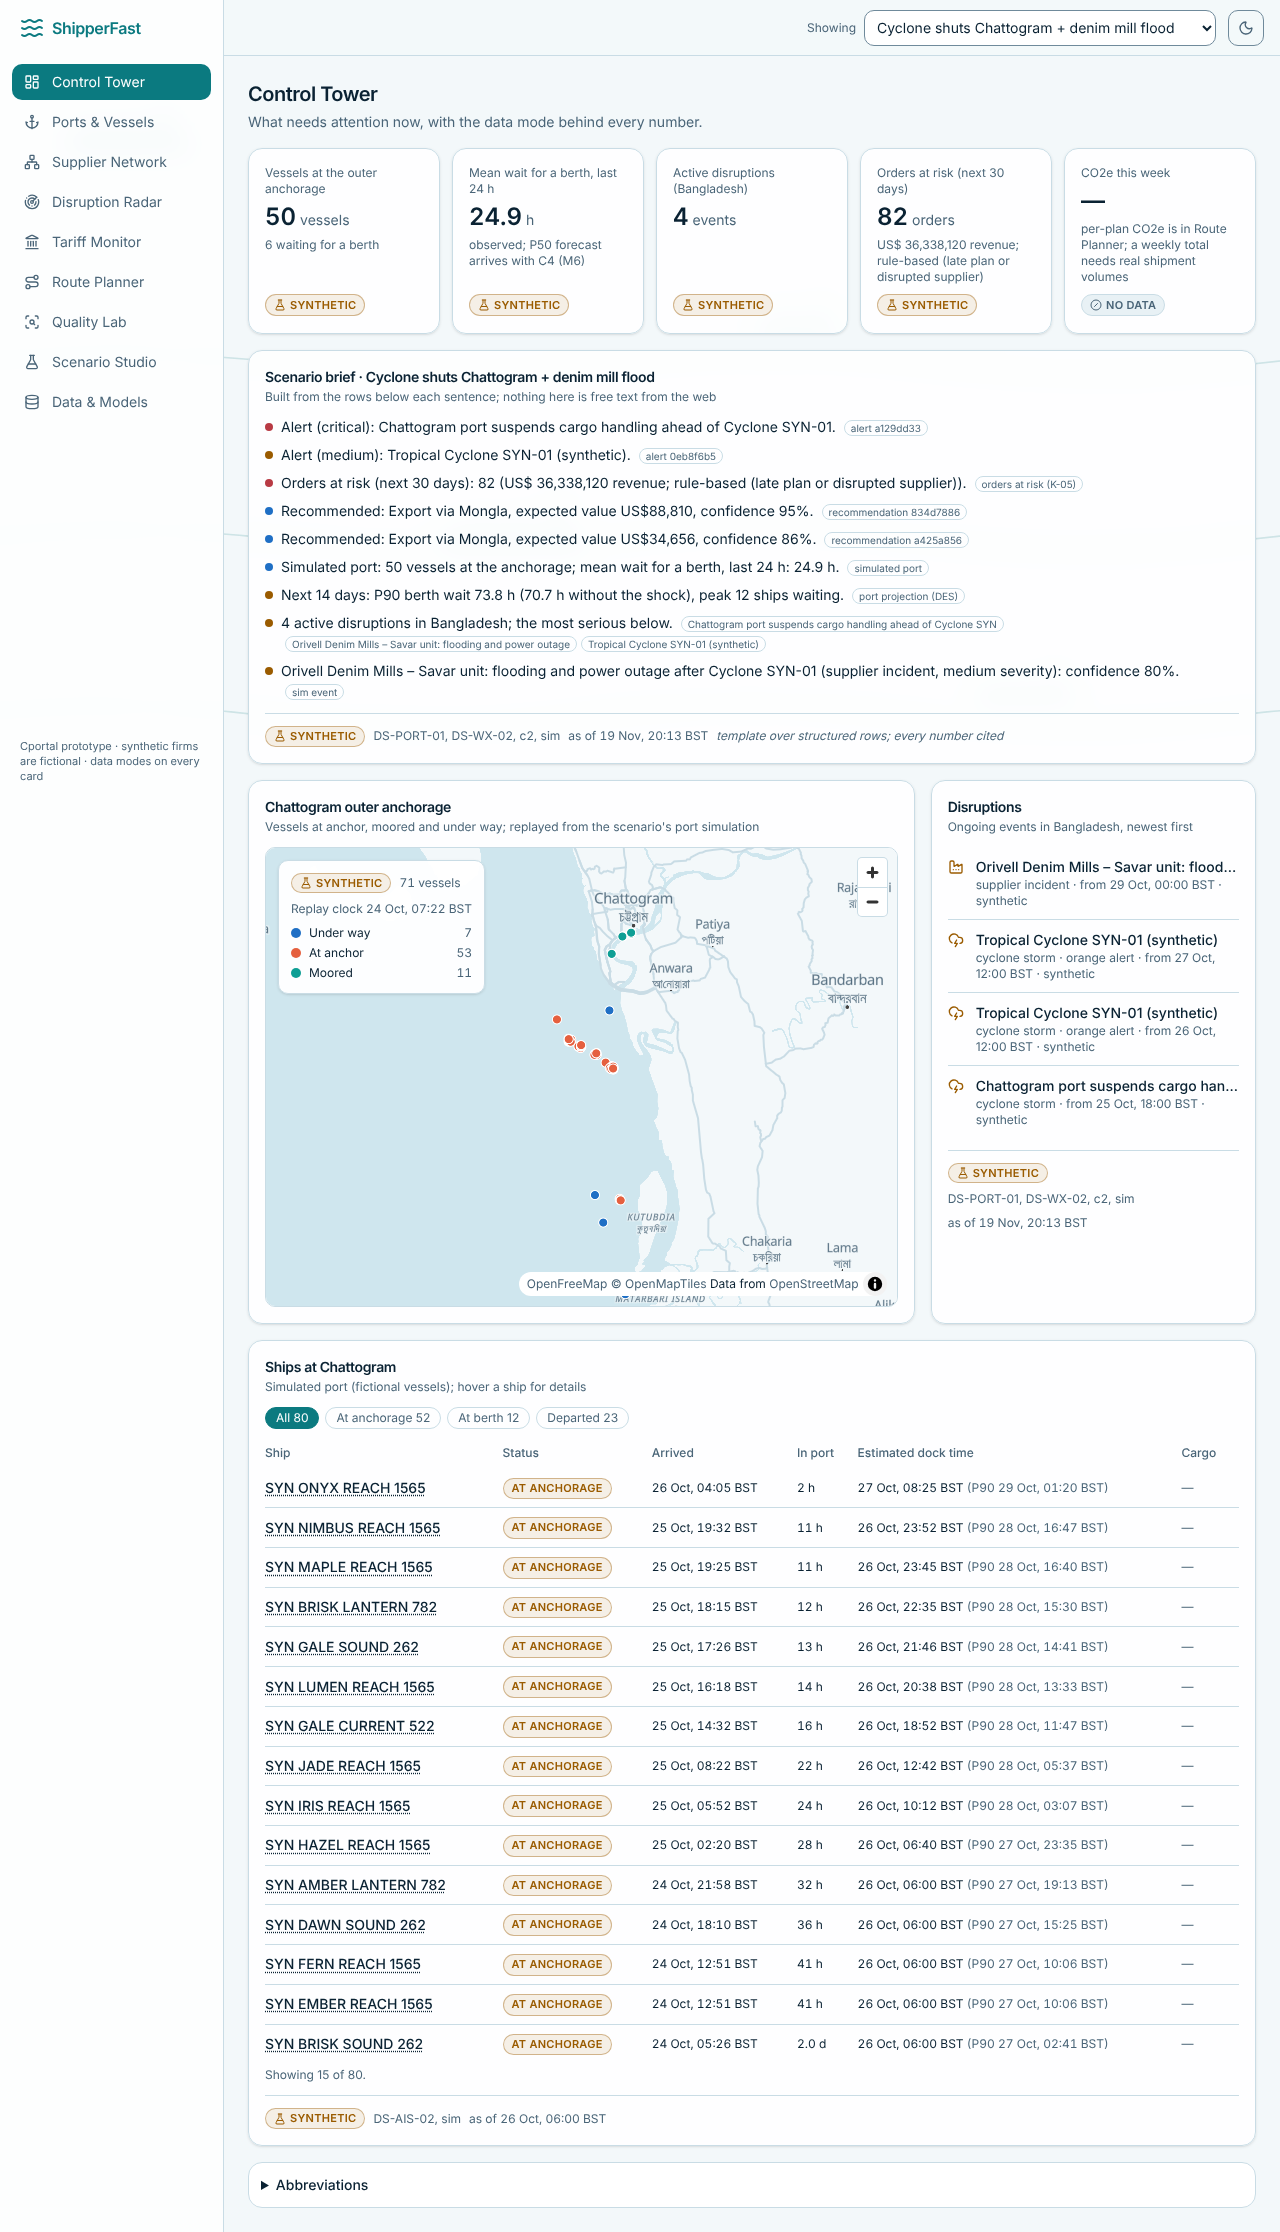 ShipperFast
Showing
Cyclone shuts Chattogram + denim mill flood
Control Tower
Ports & Vessels
Supplier Network
Disruption Radar
Tariff Monitor
Route Planner
Quality Lab
Scenario Studio
Data & Models
Cportal prototype · synthetic firms
are fictional · data modes on every
card
Control Tower
What needs attention now, with the data mode behind every number.
Vessels at the outer
anchorage
50 vessels
6 waiting for a berth
SYNTHETIC
Mean wait for a berth, last
24 h
24.9 h
observed; P50 forecast
arrives with C4 (M6)
SYNTHETIC
Active disruptions
(Bangladesh)
4 events
SYNTHETIC
Orders at risk (next 30
days)
82 orders
US$ 36,338,120 revenue;
rule-based (late plan or
disrupted supplier)
SYNTHETIC
CO2e this week
—
per-plan CO2e is in Route
Planner; a weekly total
needs real shipment
volumes
NO DATA
Scenario brief · Cyclone shuts Chattogram + denim mill flood
Built from the rows below each sentence; nothing here is free text from the web
Alert (critical): Chattogram port suspends cargo handling ahead of Cyclone SYN-01. alert a129dd33
Alert (medium): Tropical Cyclone SYN-01 (synthetic). alert 0eb8f6b5
Orders at risk (next 30 days): 82 (US$ 36,338,120 revenue; rule-based (late plan or disrupted supplier)). orders at risk (K-05)
Recommended: Export via Mongla, expected value US$88,810, confidence 95%. recommendation 834d7886
Recommended: Export via Mongla, expected value US$34,656, confidence 86%. recommendation a425a856
Simulated port: 50 vessels at the anchorage; mean wait for a berth, last 24 h: 24.9 h. simulated port
Next 14 days: P90 berth wait 73.8 h (70.7 h without the shock), peak 12 ships waiting. port projection (DES)
4 active disruptions in Bangladesh; the most serious below. Chattogram port suspends cargo handling ahead of Cyclone SYN
Orivell Denim Mills – Savar unit: flooding and power outage Tropical Cyclone SYN-01 (synthetic)
Orivell Denim Mills – Savar unit: flooding and power outage after Cyclone SYN-01 (supplier incident, medium severity): confidence 80%.
sim event
SYNTHETIC DS-PORT-01, DS-WX-02, c2, sim as of 19 Nov, 20:13 BST template over structured rows; every number cited
Chattogram outer anchorage
Vessels at anchor, moored and under way; replayed from the scenario's port simulation
SYNTHETIC 71 vessels
Replay clock 24 Oct, 07:22 BST
Under way 7
At anchor 53
Moored 11
Chattogram
চট্টগ্রাম
Patiya
পটিয়া
Anwara
আনোয়ারা
Bandarban
বান্দরবান
KUTUBDIA
কুতুবদিয়া
Chakaria
চকরিয়া
Lama
লামা
MATARBARI ISLAND
OpenFreeMap © OpenMapTiles Data from OpenStreetMap
Disruptions
Ongoing events in Bangladesh, newest first
Orivell Denim Mills – Savar unit: flood...
supplier incident · from 29 Oct, 00:00 BST ·
synthetic
Tropical Cyclone SYN-01 (synthetic)
cyclone storm · orange alert · from 27 Oct,
12:00 BST · synthetic
Tropical Cyclone SYN-01 (synthetic)
cyclone storm · orange alert · from 26 Oct,
12:00 BST · synthetic
Chattogram port suspends cargo han...
cyclone storm · from 25 Oct, 18:00 BST ·
synthetic
SYNTHETIC
DS-PORT-01, DS-WX-02, c2, sim
as of 19 Nov, 20:13 BST
Ships at Chattogram
Simulated port (fictional vessels); hover a ship for details
All 80 At anchorage 52 At berth 12 Departed 23
Ship Status Arrived In port Estimated dock time Cargo
SYN ONYX REACH 1565 AT ANCHORAGE 26 Oct, 04:05 BST 2 h 27 Oct, 08:25 BST (P90 29 Oct, 01:20 BST) —
SYN NIMBUS REACH 1565 AT ANCHORAGE 25 Oct, 19:32 BST 11 h 26 Oct, 23:52 BST (P90 28 Oct, 16:47 BST) —
SYN MAPLE REACH 1565 AT ANCHORAGE 25 Oct, 19:25 BST 11 h 26 Oct, 23:45 BST (P90 28 Oct, 16:40 BST) —
SYN BRISK LANTERN 782 AT ANCHORAGE 25 Oct, 18:15 BST 12 h 26 Oct, 22:35 BST (P90 28 Oct, 15:30 BST) —
SYN GALE SOUND 262 AT ANCHORAGE 25 Oct, 17:26 BST 13 h 26 Oct, 21:46 BST (P90 28 Oct, 14:41 BST) —
SYN LUMEN REACH 1565 AT ANCHORAGE 25 Oct, 16:18 BST 14 h 26 Oct, 20:38 BST (P90 28 Oct, 13:33 BST) —
SYN GALE CURRENT 522 AT ANCHORAGE 25 Oct, 14:32 BST 16 h 26 Oct, 18:52 BST (P90 28 Oct, 11:47 BST) —
SYN JADE REACH 1565 AT ANCHORAGE 25 Oct, 08:22 BST 22 h 26 Oct, 12:42 BST (P90 28 Oct, 05:37 BST) —
SYN IRIS REACH 1565 AT ANCHORAGE 25 Oct, 05:52 BST 24 h 26 Oct, 10:12 BST (P90 28 Oct, 03:07 BST) —
SYN HAZEL REACH 1565 AT ANCHORAGE 25 Oct, 02:20 BST 28 h 26 Oct, 06:40 BST (P90 27 Oct, 23:35 BST) —
SYN AMBER LANTERN 782 AT ANCHORAGE 24 Oct, 21:58 BST 32 h 26 Oct, 06:00 BST (P90 27 Oct, 19:13 BST) —
SYN DAWN SOUND 262 AT ANCHORAGE 24 Oct, 18:10 BST 36 h 26 Oct, 06:00 BST (P90 27 Oct, 15:25 BST) —
SYN FERN REACH 1565 AT ANCHORAGE 24 Oct, 12:51 BST 41 h 26 Oct, 06:00 BST (P90 27 Oct, 10:06 BST) —
SYN EMBER REACH 1565 AT ANCHORAGE 24 Oct, 12:51 BST 41 h 26 Oct, 06:00 BST (P90 27 Oct, 10:06 BST) —
SYN BRISK SOUND 262 AT ANCHORAGE 24 Oct, 05:26 BST 2.0 d 26 Oct, 06:00 BST (P90 27 Oct, 02:41 BST) —
Showing 15 of 80.
SYNTHETIC DS-AIS-02, sim as of 26 Oct, 06:00 BST
Abbreviations